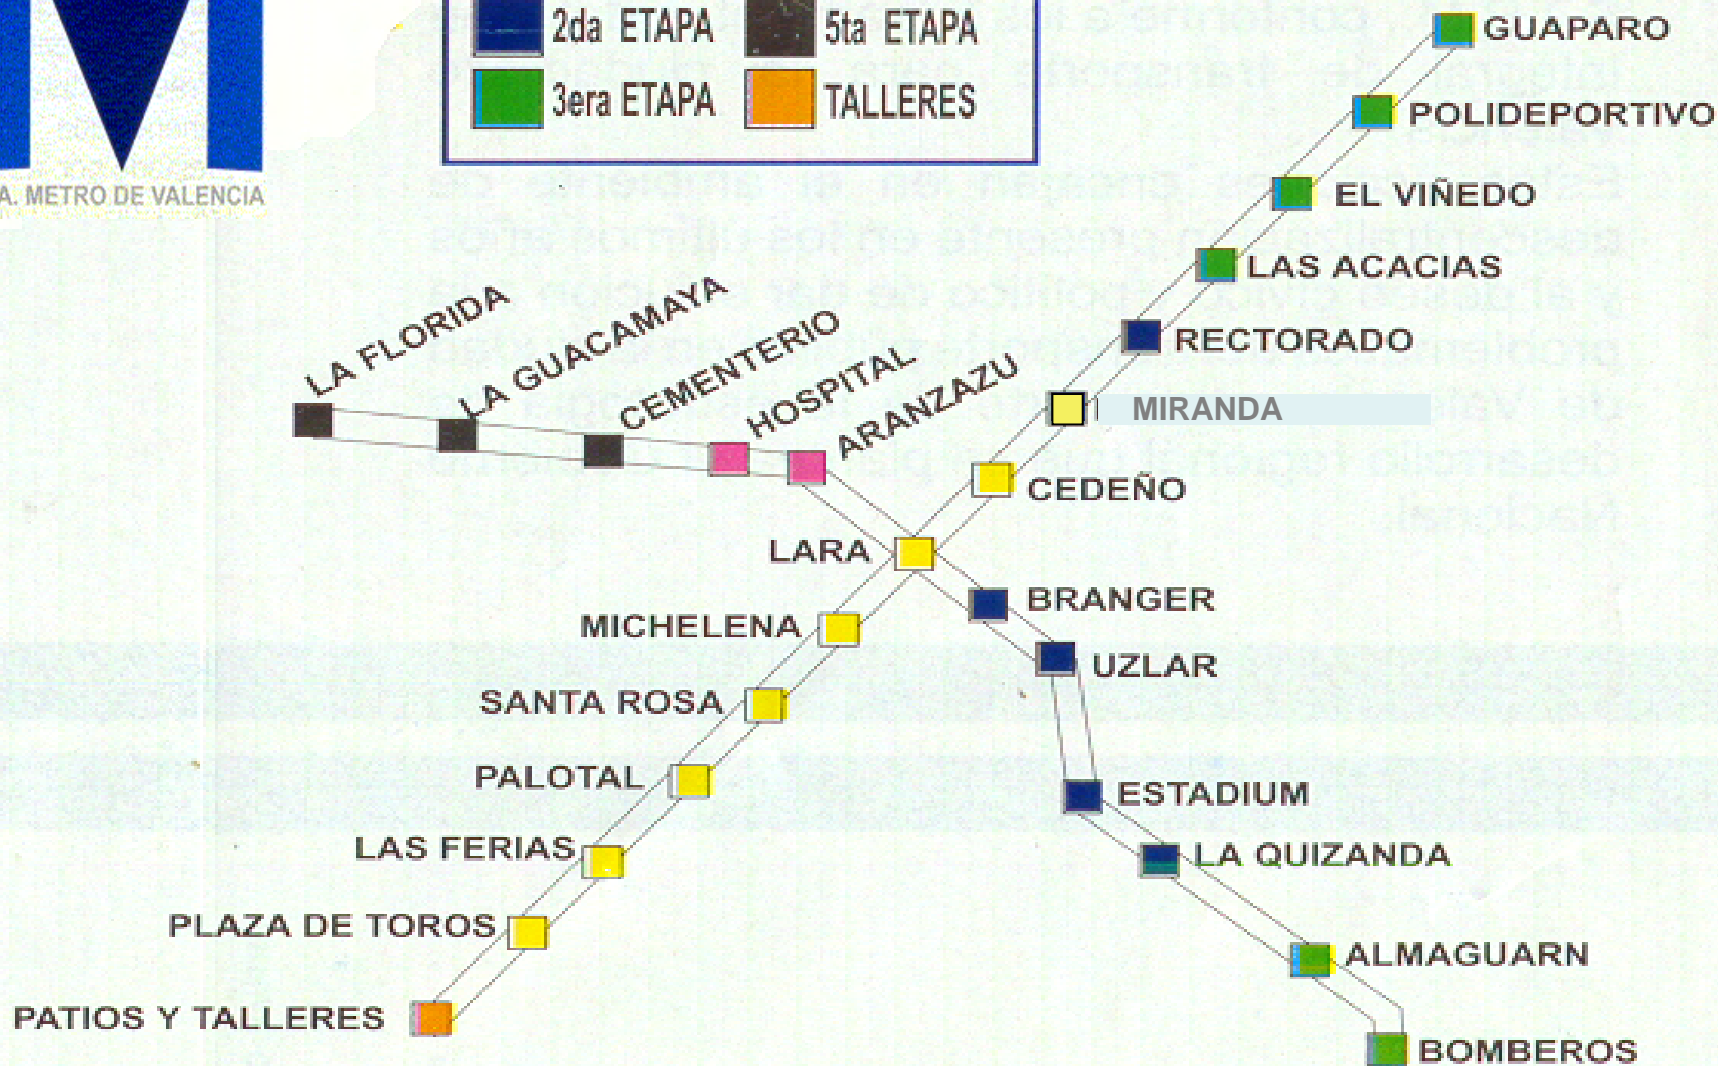 A. METRO DE VALENCIA
2da ETAPA
5ta ETAPA
3era ETAPA
TALLERES
GUAPARO
POLIDEPORTIVO
EL VIÑEDO
LAS ACACIAS
RECTORADO
MIRANDA
CEDEÑO
LA FLORIDA
LA GUACAMAYA
CEMENTERIO
HOSPITAL
ARANZAZU
LARA
BRANGER
MICHELENA
UZLAR
SANTA ROSA
PALOTAL
ESTADIUM
LAS FERIAS
LA QUIZANDA
PLAZA DE TOROS
ALMAGUARN
PATIOS Y TALLERES
BOMBEROS